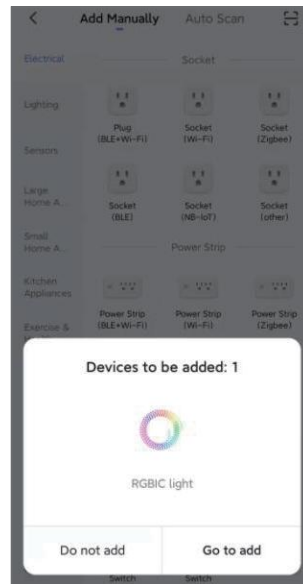 Add Manually
Auto Scan
Electrical
Socket
Lighting
Plug
(BLE+Wi-Fi)
Socket
(Wi-Fi)
Socket
(Zigbee)
Sensors
Large
Home A...
Socket
(BLE)
Socket
(NB-IoT)
Socket
(other)
Small
Home A...
Power Strip
Kitchen
Appliances
Power Strip
(BLE+Wi-Fi)
Power Strip
(Wi-Fi)
Power Strip
(Zigbee)
Exercise &
Devices to be added: 1
RGBIC light
Do not add
Go to add
Switch
Switch